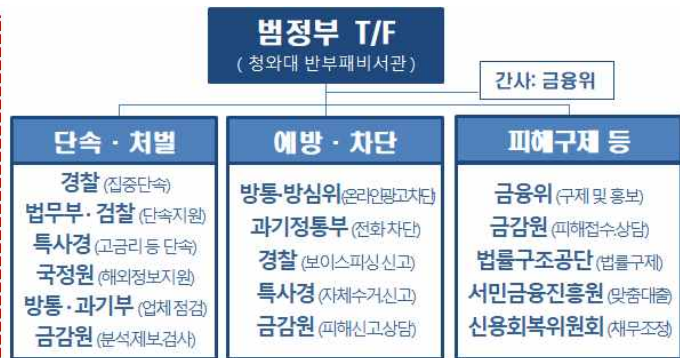 범정부 T/F
( 청와대 반부패비서관 )
간사: 금융위
단속 · 처벌
경찰 (집중단속)
법무부 · 검찰 (단속지원)
특사경 (고금리 등 단속)
국정원 (해외정보지원)
방통 · 과기부 (업체 점검)
금감원 (분석제보검사)
예방 · 차단
방통·방심위(온라인광고차단)
과기정통부 (전화 차단)
경찰 (보이스피싱 신고)
특사경 (자체수거신고)
금감원 (피해신고상담)
피해구제 등
금융위 (구제 및 홍보)
금감원 (피해접수상담)
법률구조공단 (법률구제)
서민금융진흥원 (맞춤대출)
신용회복위원회 (채무조정)